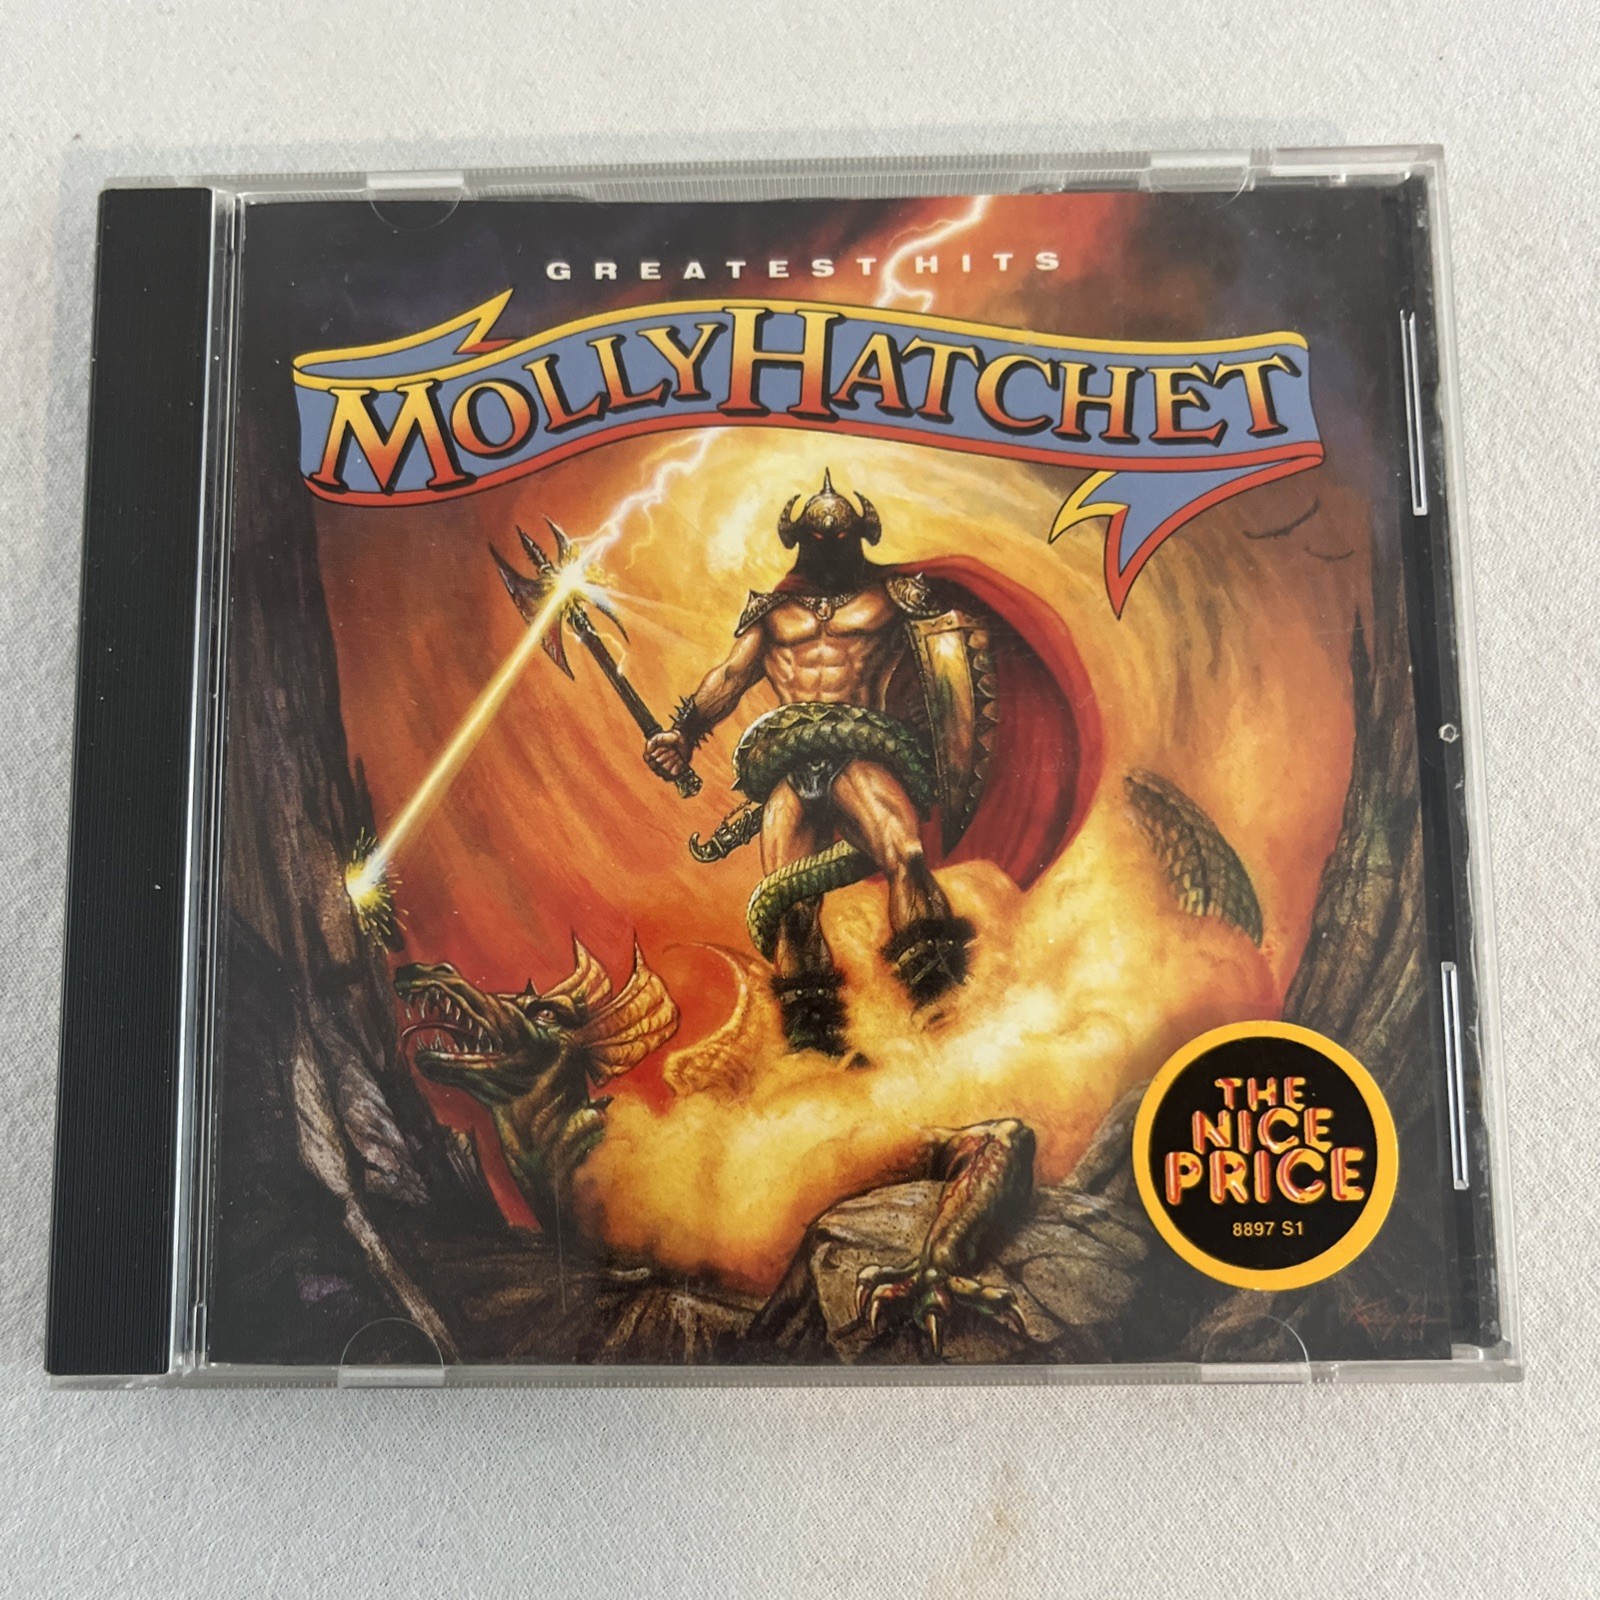 GREATEST HITS
MOLLY HATCHET
THE
NICE
PRICE
8897 S1